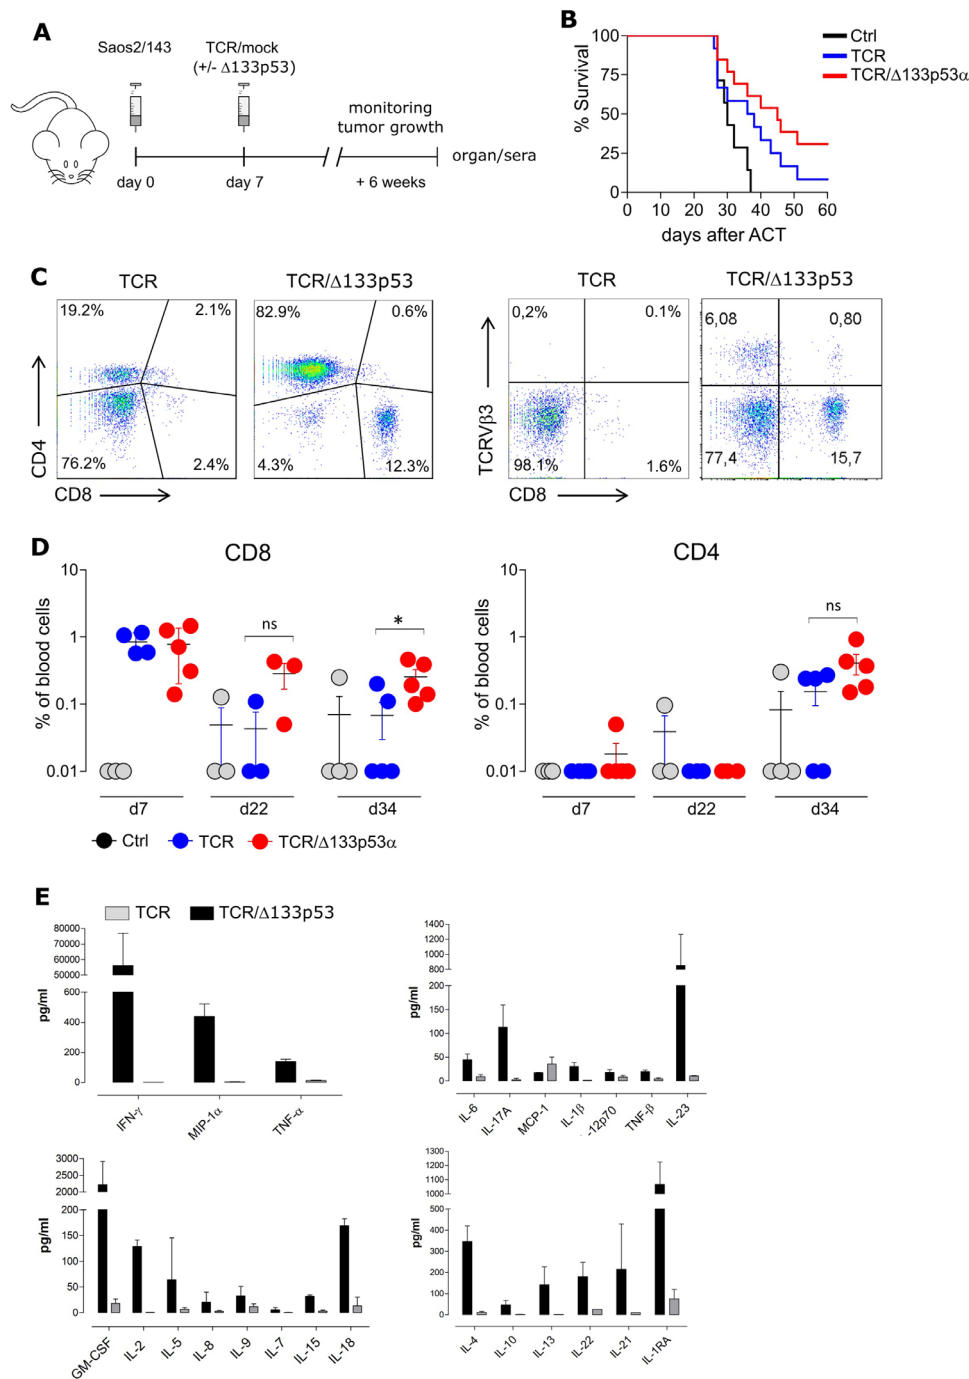 A
Saos2/143
TCR/mock
(+/- Δ133p53)
monitoring
tumor growth
organ/sera
day 0
day 7
+ 6 weeks
B
% Survival
100
75
50
25
0
0 10 20 30 40 50 60
days after ACT
Ctrl
TCR
TCR/Δ133p53α
C
TCR
TCR/Δ133p53
TCR
TCR/Δ133p53
19.2% 2.1%
76.2% 2.4%
82.9% 0.6%
4.3% 12.3%
CD4
CD8
0,2% 0.1%
98.1% 1.6%
6,08 0,80
77,4 15,7
TCRVβ3
CD8
D
CD8
% of blood cells
10
1
0.1
0.01
ns
*
d7 d22 d34
CD4
% of blood cells
10
1
0.1
0.01
ns
d7 d22 d34
Ctrl TCR TCR/Δ133p53α
E
TCR TCR/Δ133p53
pg/ml
80000
70000
60000
50000
600
400
200
0
IFN-γ MIP-1α TNF-α
pg/ml
1400
1200
1000
800
200
150
100
50
0
IL-6 IL-17A MCP-1 IL-1β -12p70 TNF-β IL-23
pg/ml
3000
2500
2000
200
150
100
50
0
GM-CSF IL-2 IL-5 IL-8 IL-9 IL-7 IL-15 IL-18
pg/ml
1300
1200
1100
1000
500
400
300
200
100
0
IL-4 IL-10 IL-13 IL-22 IL-21 IL-1RA